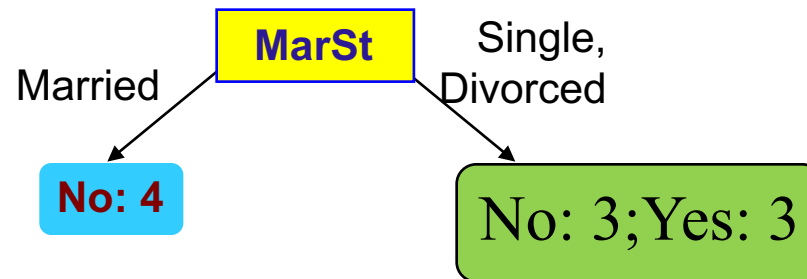 MarSt
Married
Single,
Divorced
No: 4
No: 3;Yes: 3